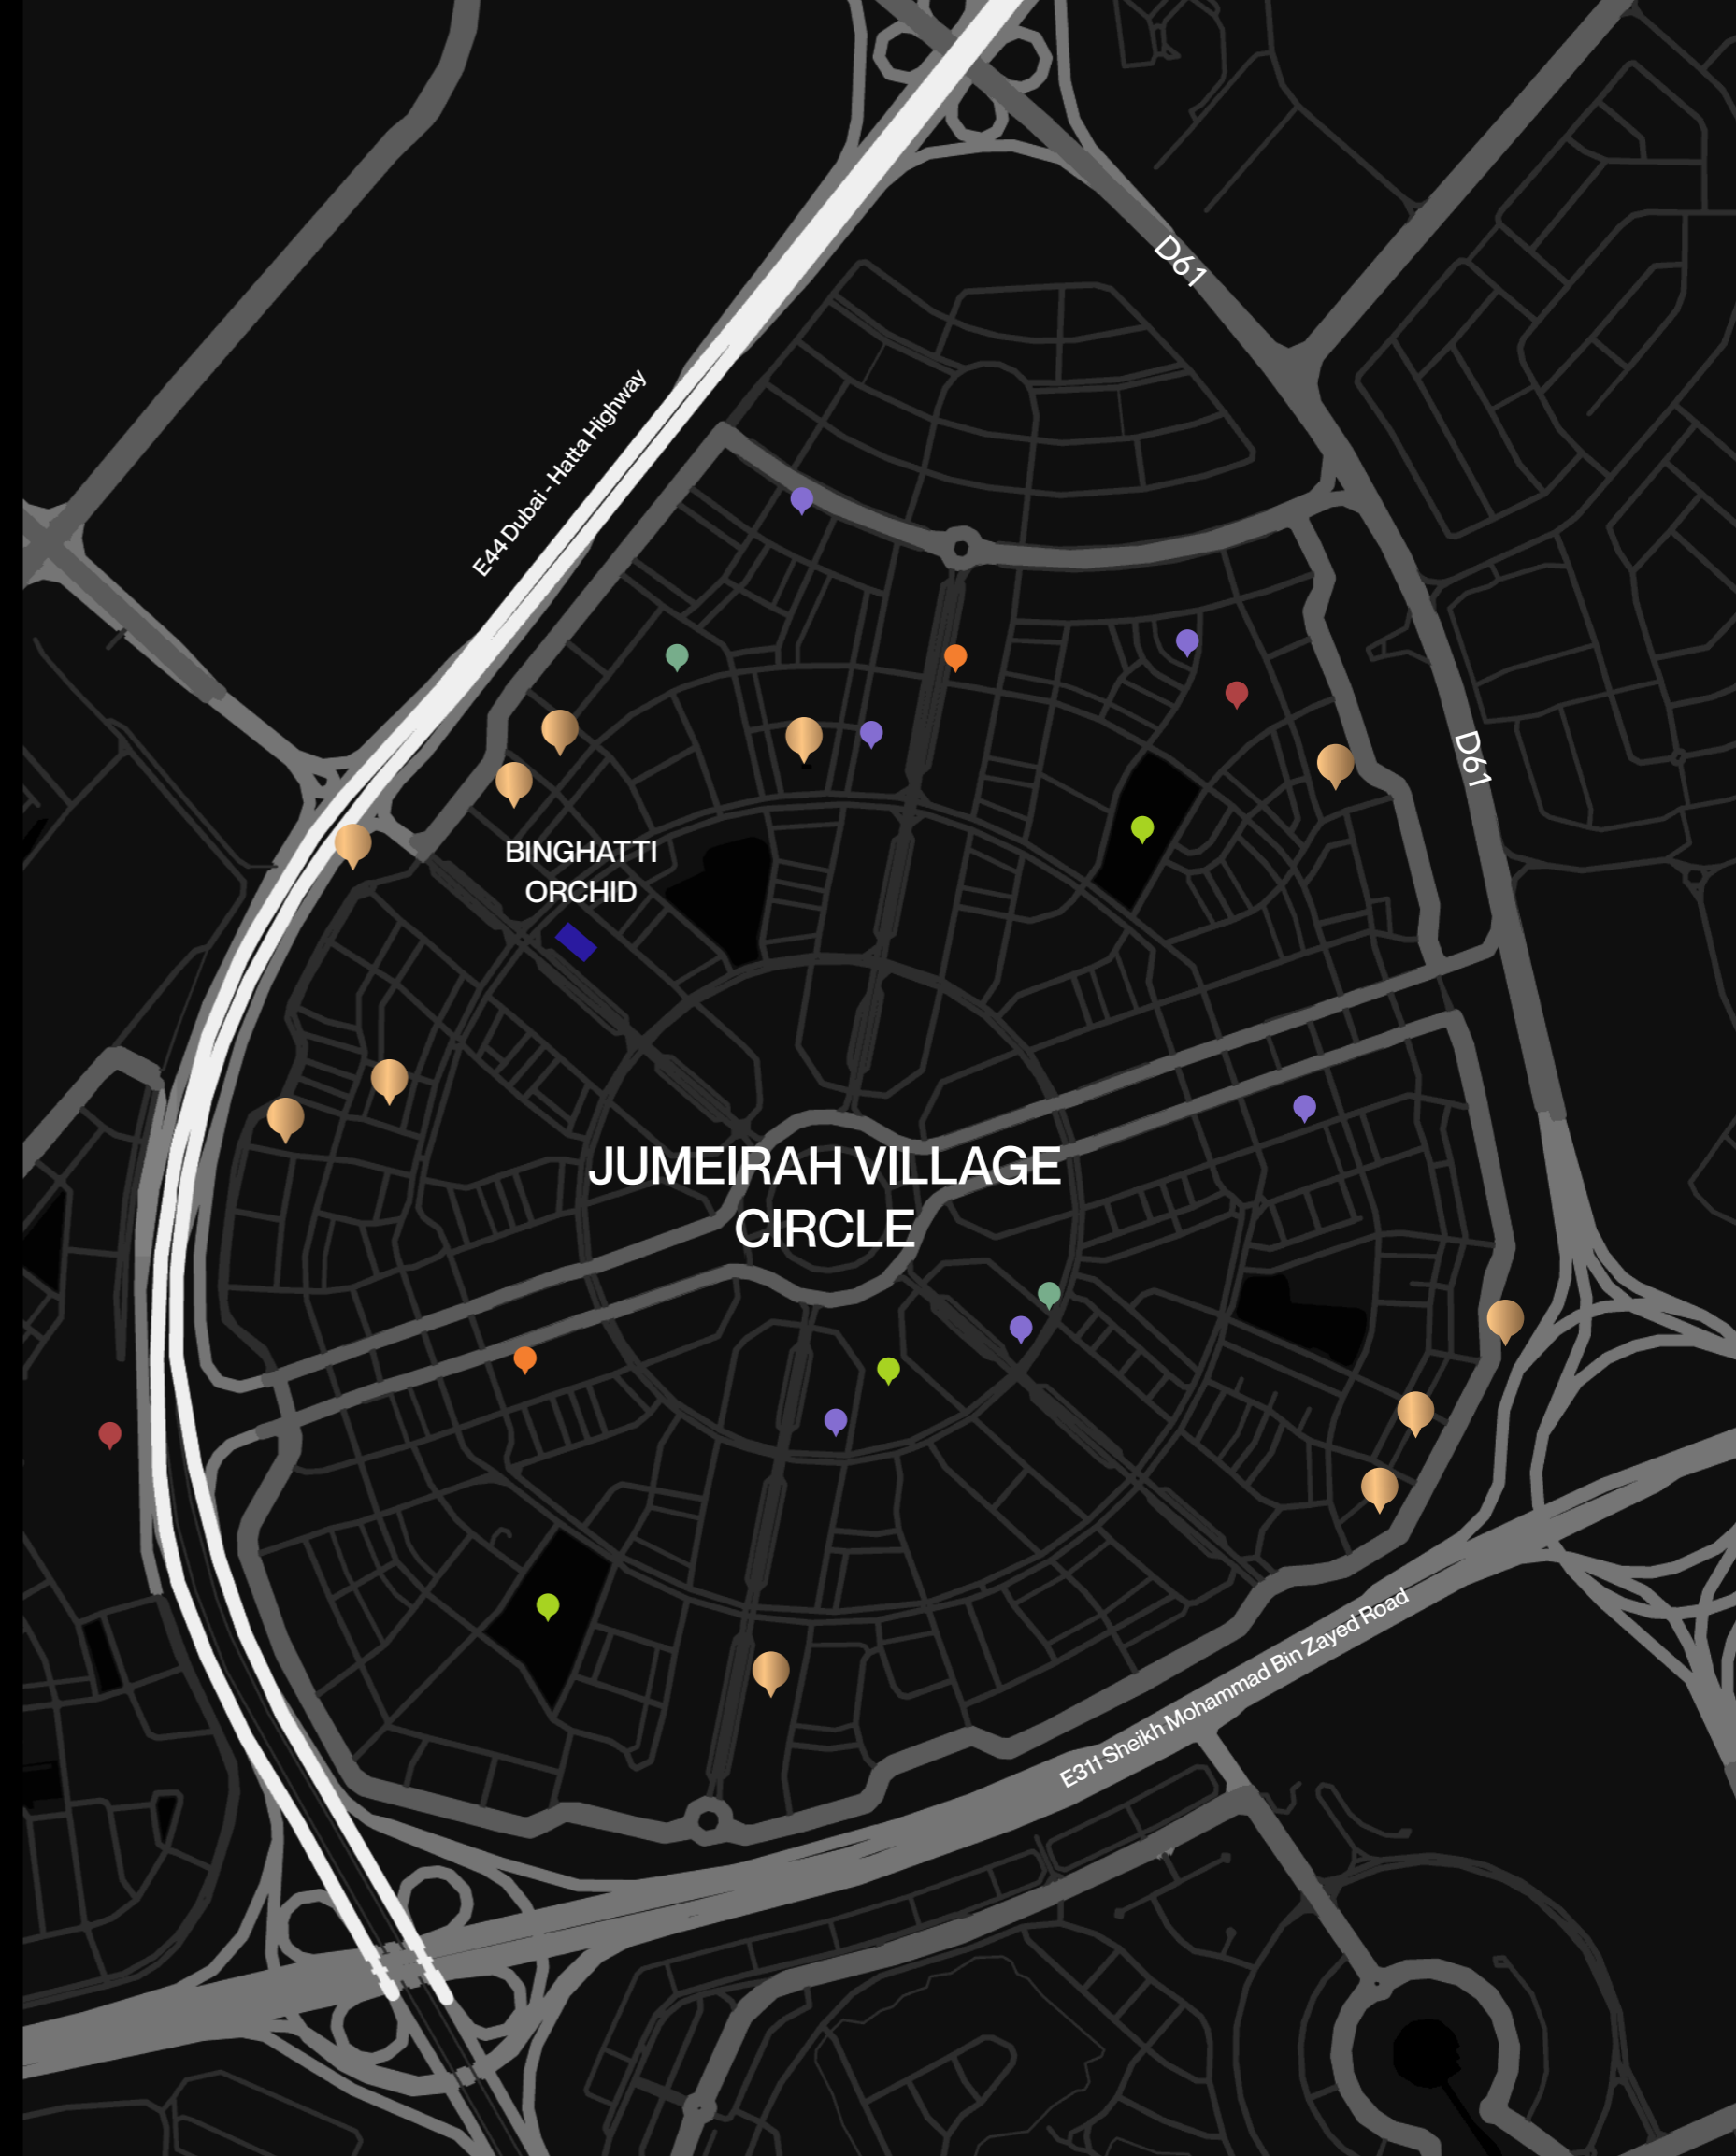 D61
E44 Dubai - Hatta Highway
D61
BINGHATTI
ORCHID
JUMEIRAH VILLAGE
CIRCLE
E311 Sheikh Mohammad Bin Zayed Road